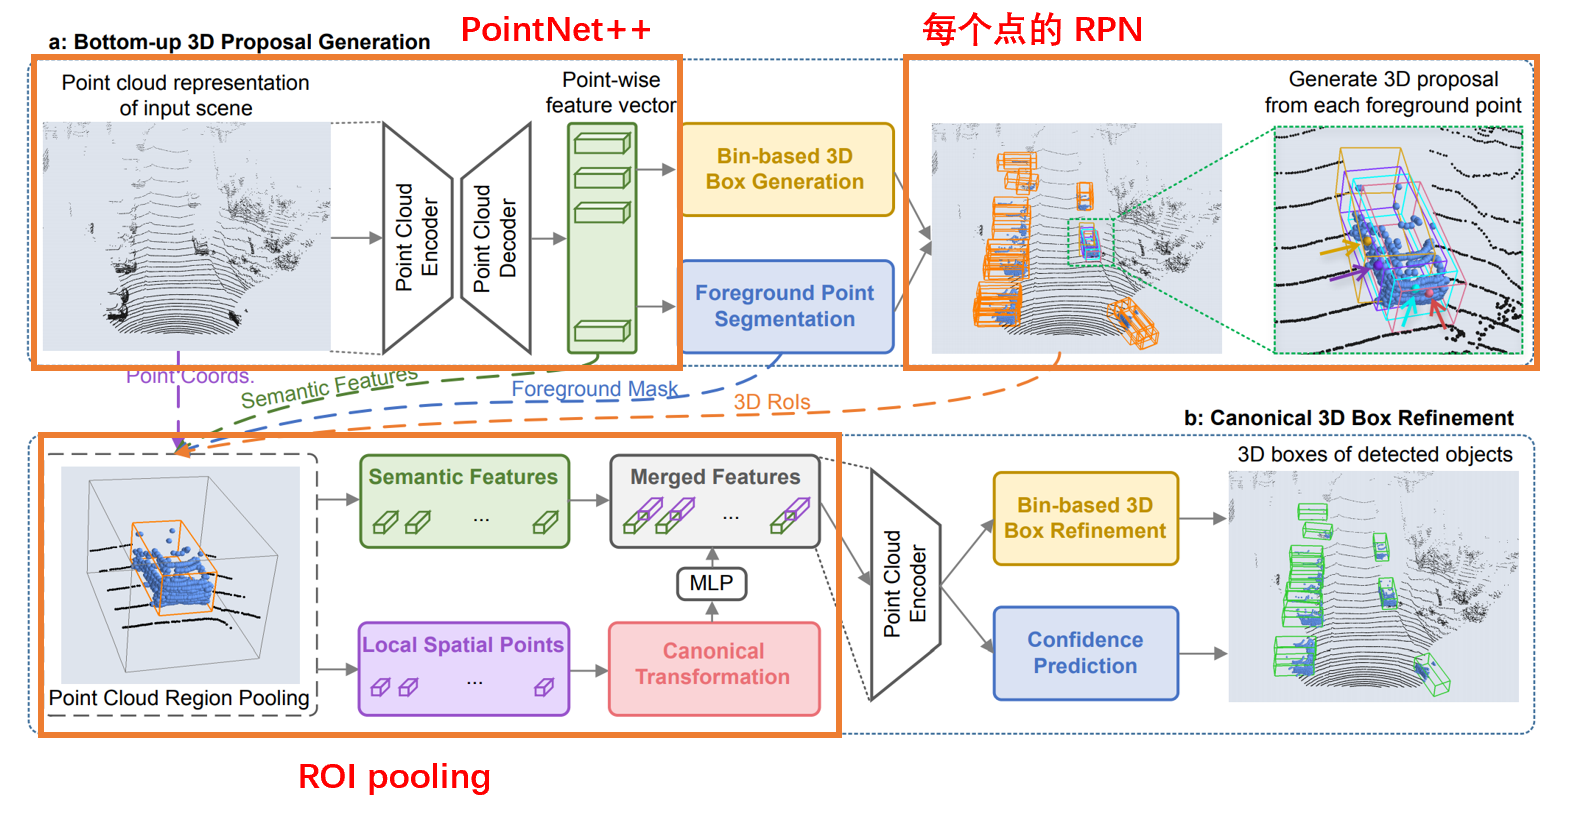 PointNet++
每个点的 RPN
a: Bottom-up 3D Proposal Generation
Point cloud representation
of input scene
Point-wise
feature vector
Generate 3D proposal
from each foreground point
Point Cloud
Encoder
Point Cloud
Decoder
Bin-based 3D
Box Generation
Foreground Point
Segmentation
Point Coords.
Semantic Features
Foreground Mask
3D RoIs
b: Canonical 3D Box Refinement
3D boxes of detected objects
Semantic Features
...
Merged Features
...
MLP
Local Spatial Points
...
Canonical
Transformation
Point Cloud Region Pooling
Point Cloud
Encoder
Bin-based 3D
Box Refinement
Confidence
Prediction
ROI pooling